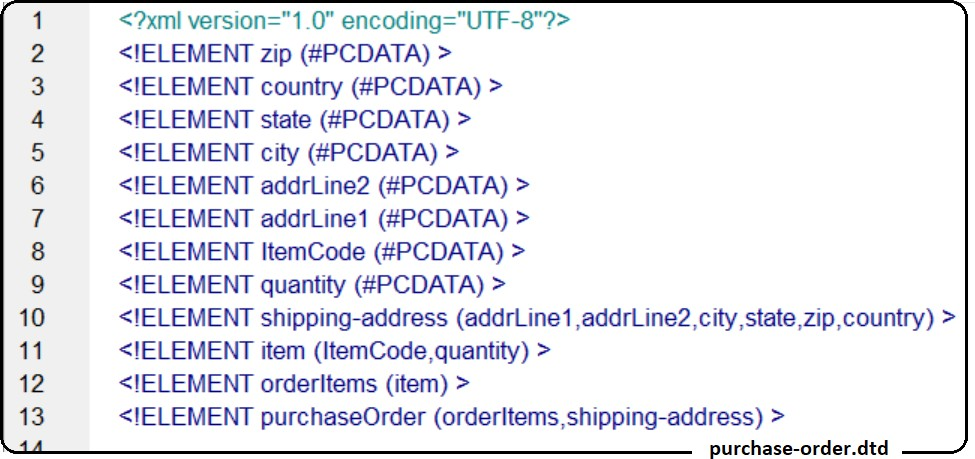 1 <?xml version="1.0" encoding="UTF-8"?>
2 <!ELEMENT zip (#PCDATA) >
3 <!ELEMENT country (#PCDATA) >
4 <!ELEMENT state (#PCDATA) >
5 <!ELEMENT city (#PCDATA) >
6 <!ELEMENT addrLine2 (#PCDATA) >
7 <!ELEMENT addrLine1 (#PCDATA) >
8 <!ELEMENT ItemCode (#PCDATA) >
9 <!ELEMENT quantity (#PCDATA) >
10 <!ELEMENT shipping-address (addrLine1,addrLine2,city,state,zip,country) >
11 <!ELEMENT item (ItemCode,quantity) >
12 <!ELEMENT orderItems (item) >
13 <!ELEMENT purchaseOrder (orderItems,shipping-address) >
14
purchase-order.dtd